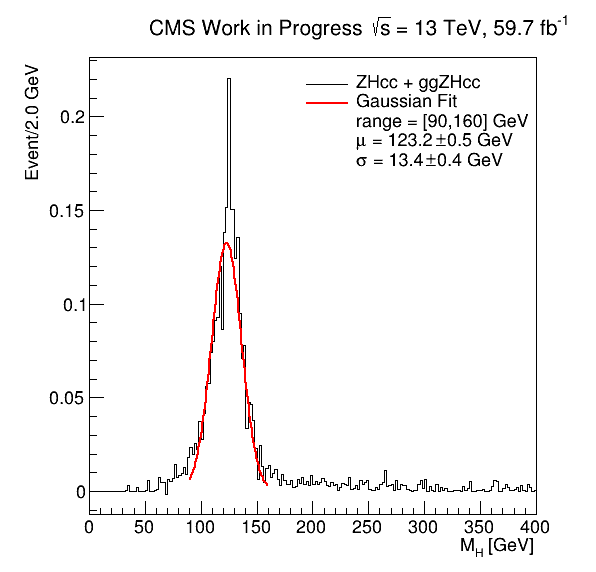 CMS Work in Progress √s = 13 TeV, 59.7 fb⁻¹
Event/2.0 GeV
ZHcc + ggZHcc
Gaussian Fit
range = [90,160] GeV
μ = 123.2±0.5 GeV
σ = 13.4±0.4 GeV
0.2
0.15
0.1
0.05
0
0 50 100 150 200 250 300 350 400
M_H [GeV]